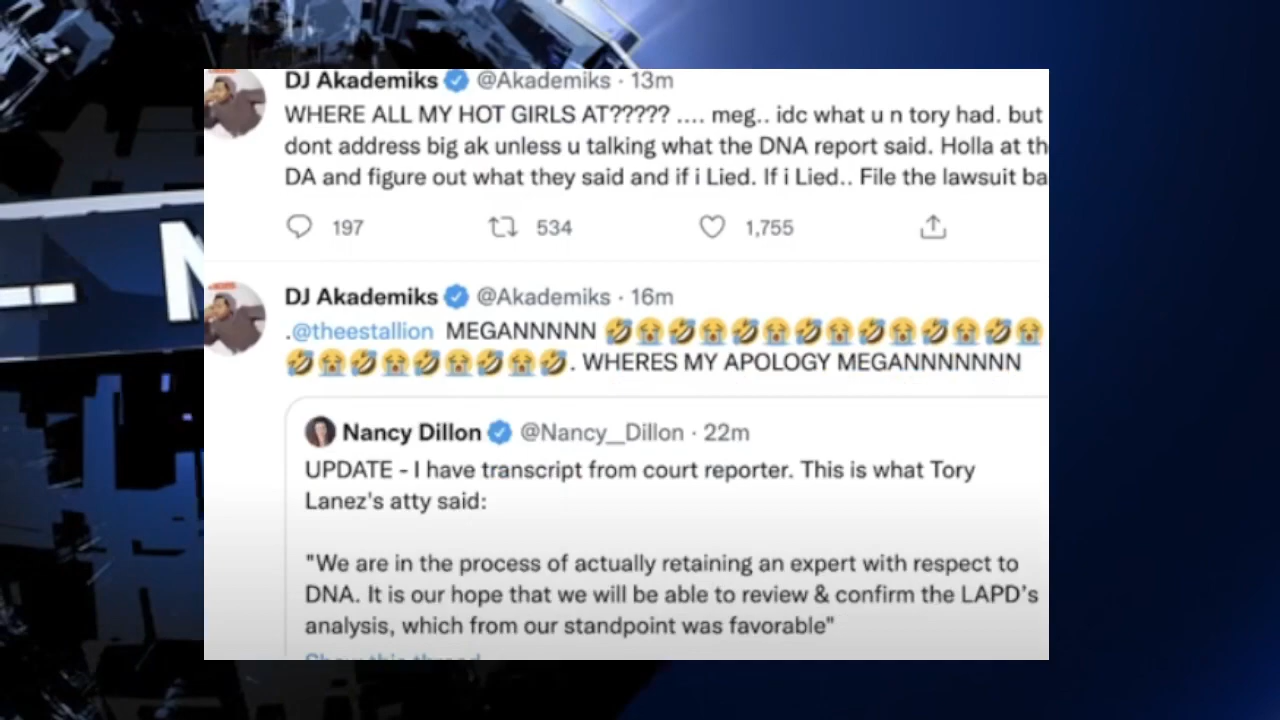 DJ Akademiks @Akademiks · 13m
WHERE ALL MY HOT GIRLS AT????? .... meg.. idc what u n tory had. but
dont address big ak unless u talking what the DNA report said. Holla at th
DA and figure out what they said and if i Lied. If i Lied.. File the lawsuit ba
197 534 1,755
DJ Akademiks @Akademiks · 16m
.@theestallion MEGANNNNN 🤣😭🤣😭🤣😭🤣😭🤣😭🤣😭🤣😭
🤣😭🤣😭🤣😭🤣😭🤣. WHERES MY APOLOGY MEGANNNNNNN
Nancy Dillon @Nancy__Dillon · 22m
UPDATE - I have transcript from court reporter. This is what Tory
Lanez's atty said:
"We are in the process of actually retaining an expert with respect to
DNA. It is our hope that we will be able to review & confirm the LAPD's
analysis, which from our standpoint was favorable"
Show this thread
N